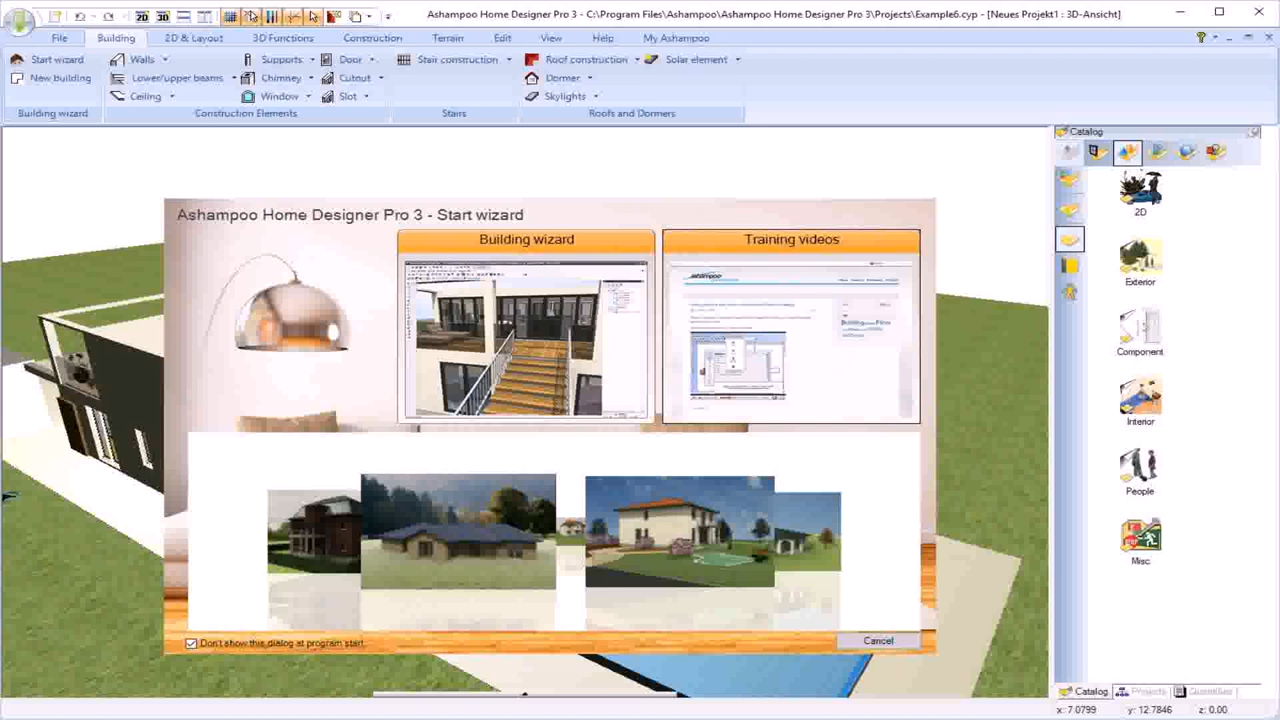 2D 3D
Ashampoo Home Designer Pro 3 - C:\Program Files\Ashampoo\Ashampoo Home Designer Pro 3\Projects\Example6.cyp - [Neues Projekt1 : 3D-Ansicht]
File Building 2D & Layout 3D Functions Construction Terrain Edit View Help My Ashampoo
Start wizard Walls Supports Door Stair construction Roof construction Solar element
New Building Lower/upper beams Chimney Cutout Dormer
Ceiling Window Slot Skylights
Building wizard Construction Elements Stairs Roofs and Dormers
Catalog
2D
Exterior
Component
Interior
People
Misc
Ashampoo Home Designer Pro 3 - Start wizard
Building wizard Training videos
Don't show this dialog at program start. Cancel
Catalog Projects Quantities
x: 7.0799 y: 12.7846 z: 0.00